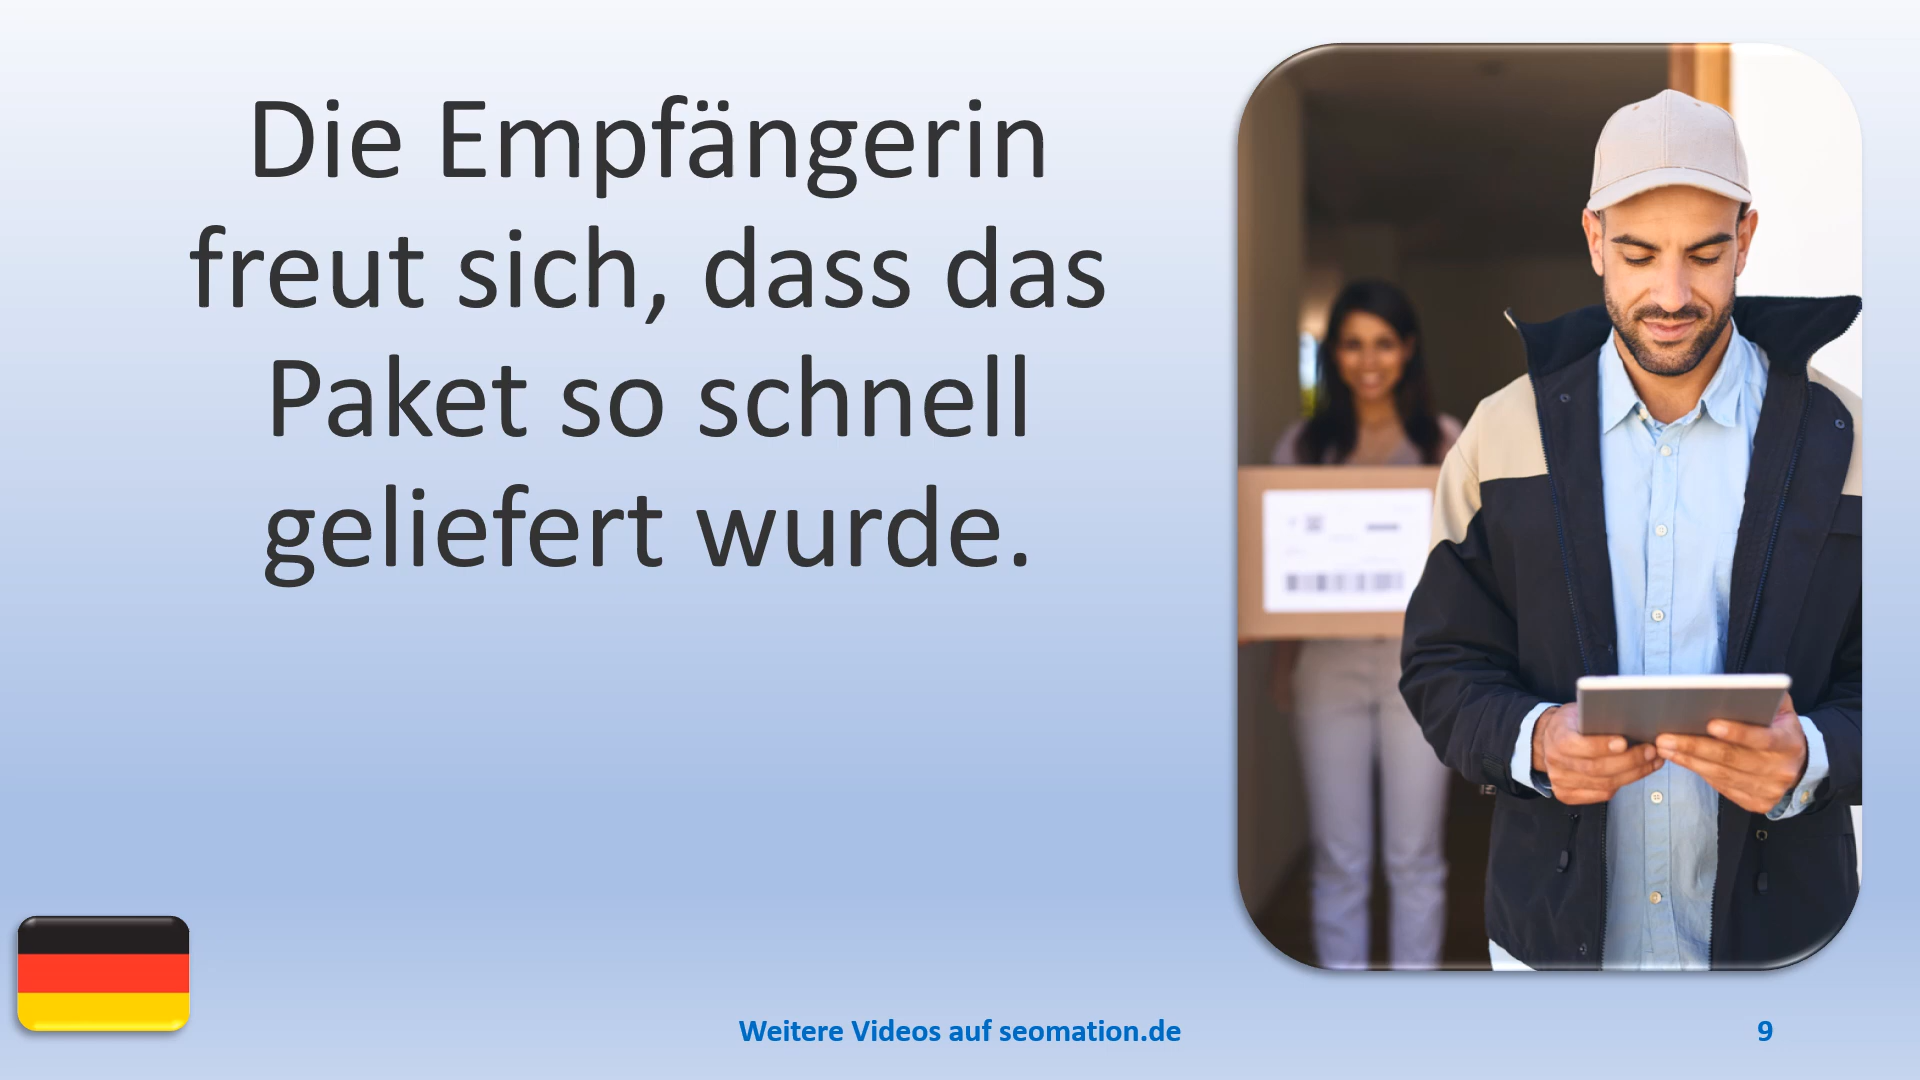 Die Empfängerin
freut sich, dass das
Paket so schnell
geliefert wurde.
Weitere Videos auf seomation.de
9